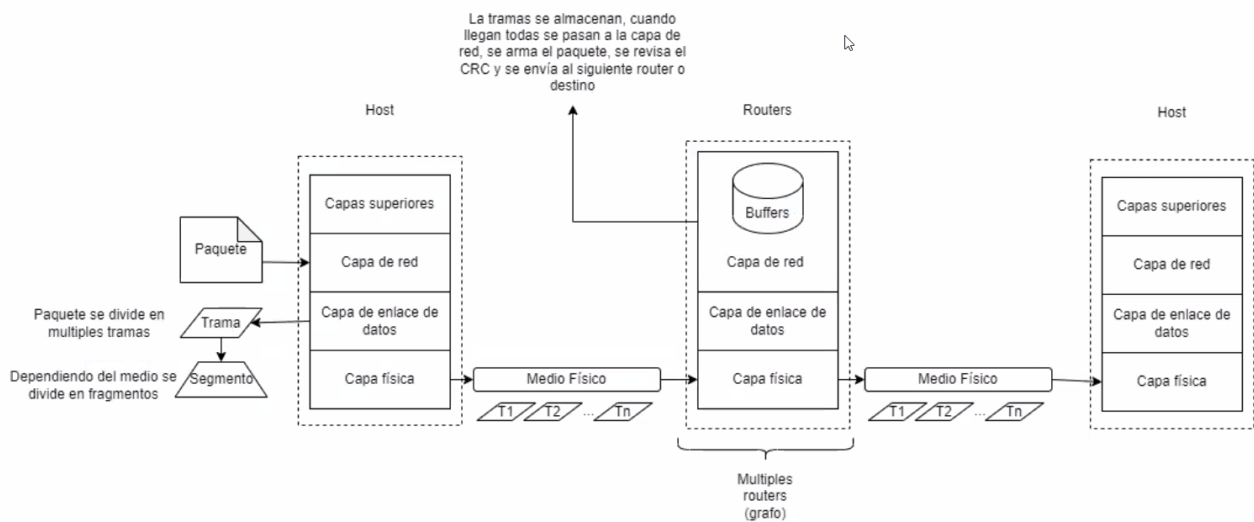 La tramas se almacenan, cuando
llegan todas se pasan a la capa de
red, se arma el paquete, se revisa el
CRC y se envía al siguiente router o
destino
Host
Routers
Host
Paquete
Paquete se divide en
multiples tramas
Trama
Dependiendo del medio se
divide en fragmentos
Segmento
Capas superiores
Capa de red
Capa de enlace de
datos
Capa física
Medio Físico
T1
T2
...
Tn
Buffers
Capa de red
Capa de enlace de
datos
Capa física
Multiples
routers
(grafo)
Medio Físico
T1
T2
...
Tn
Capas superiores
Capa de red
Capa de enlace de
datos
Capa física